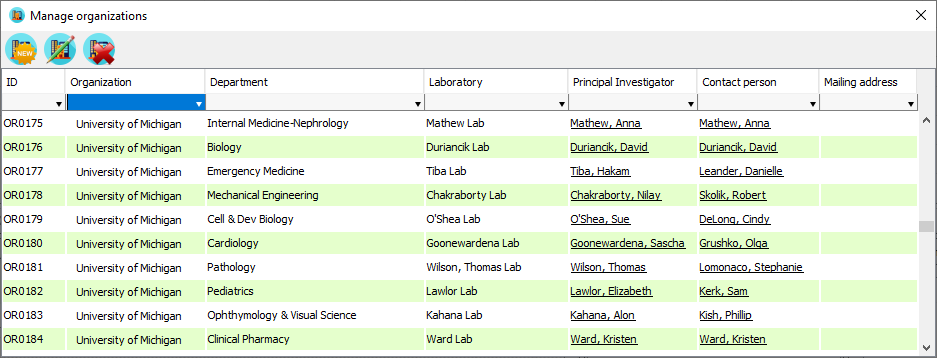 Manage organizations
NEW
ID Organization Department Laboratory Principal Investigator Contact person Mailing address
OR0175 University of Michigan Internal Medicine-Nephrology Mathew Lab Mathew, Anna Mathew, Anna
OR0176 University of Michigan Biology Duriancik Lab Duriancik, David Duriancik, David
OR0177 University of Michigan Emergency Medicine Tiba Lab Tiba, Hakam Leander, Danielle
OR0178 University of Michigan Mechanical Engineering Chakraborty Lab Chakraborty, Nilay Skolik, Robert
OR0179 University of Michigan Cell & Dev Biology O'Shea Lab O'Shea, Sue DeLong, Cindy
OR0180 University of Michigan Cardiology Goonewardena Lab Goonewardena, Sascha Grushko, Olga
OR0181 University of Michigan Pathology Wilson, Thomas Lab Wilson, Thomas Lomonaco, Stephanie
OR0182 University of Michigan Pediatrics Lawlor Lab Lawlor, Elizabeth Kerk, Sam
OR0183 University of Michigan Ophthymology & Visual Science Kahana Lab Kahana, Alon Kish, Phillip
OR0184 University of Michigan Clinical Pharmacy Ward Lab Ward, Kristen Ward, Kristen